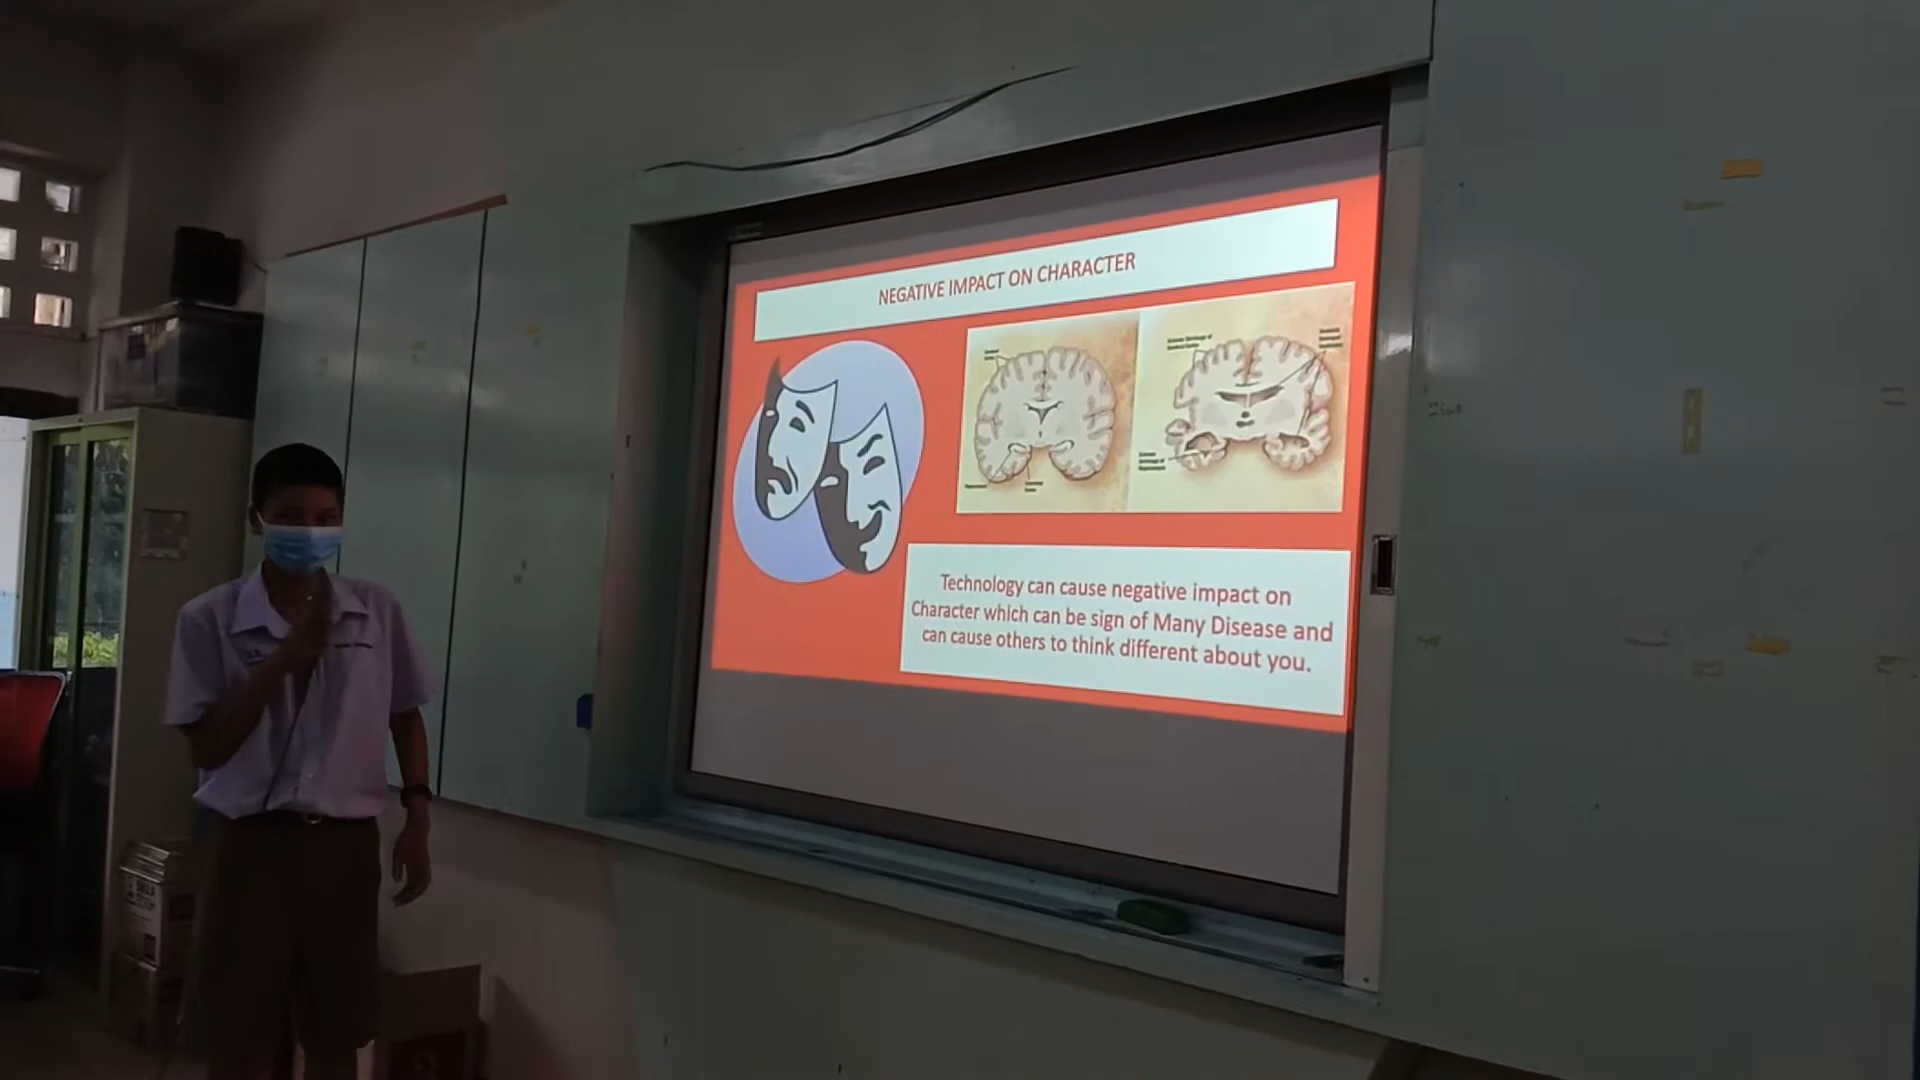 NEGATIVE IMPACT ON CHARACTER
Technology can cause negative impact on
Character which can be sign of Many Disease and
can cause others to think different about you.